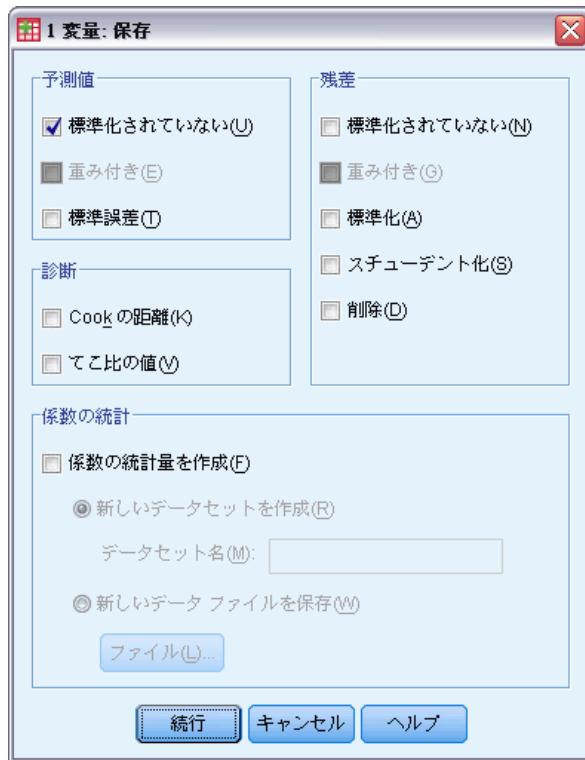 1 変量: 保存
予測値
標準化されていない(U)
重み付き(E)
標準誤差(T)
診断
Cook の距離(K)
てこ比の値(V)
残差
標準化されていない(N)
重み付き(G)
標準化(A)
スチューデント化(S)
削除(D)
係数の統計
係数の統計量を作成(F)
新しいデータセットを作成(R)
データセット名(M):
新しいデータ ファイルを保存(W)
ファイル(L)...
続行
キャンセル
ヘルプ